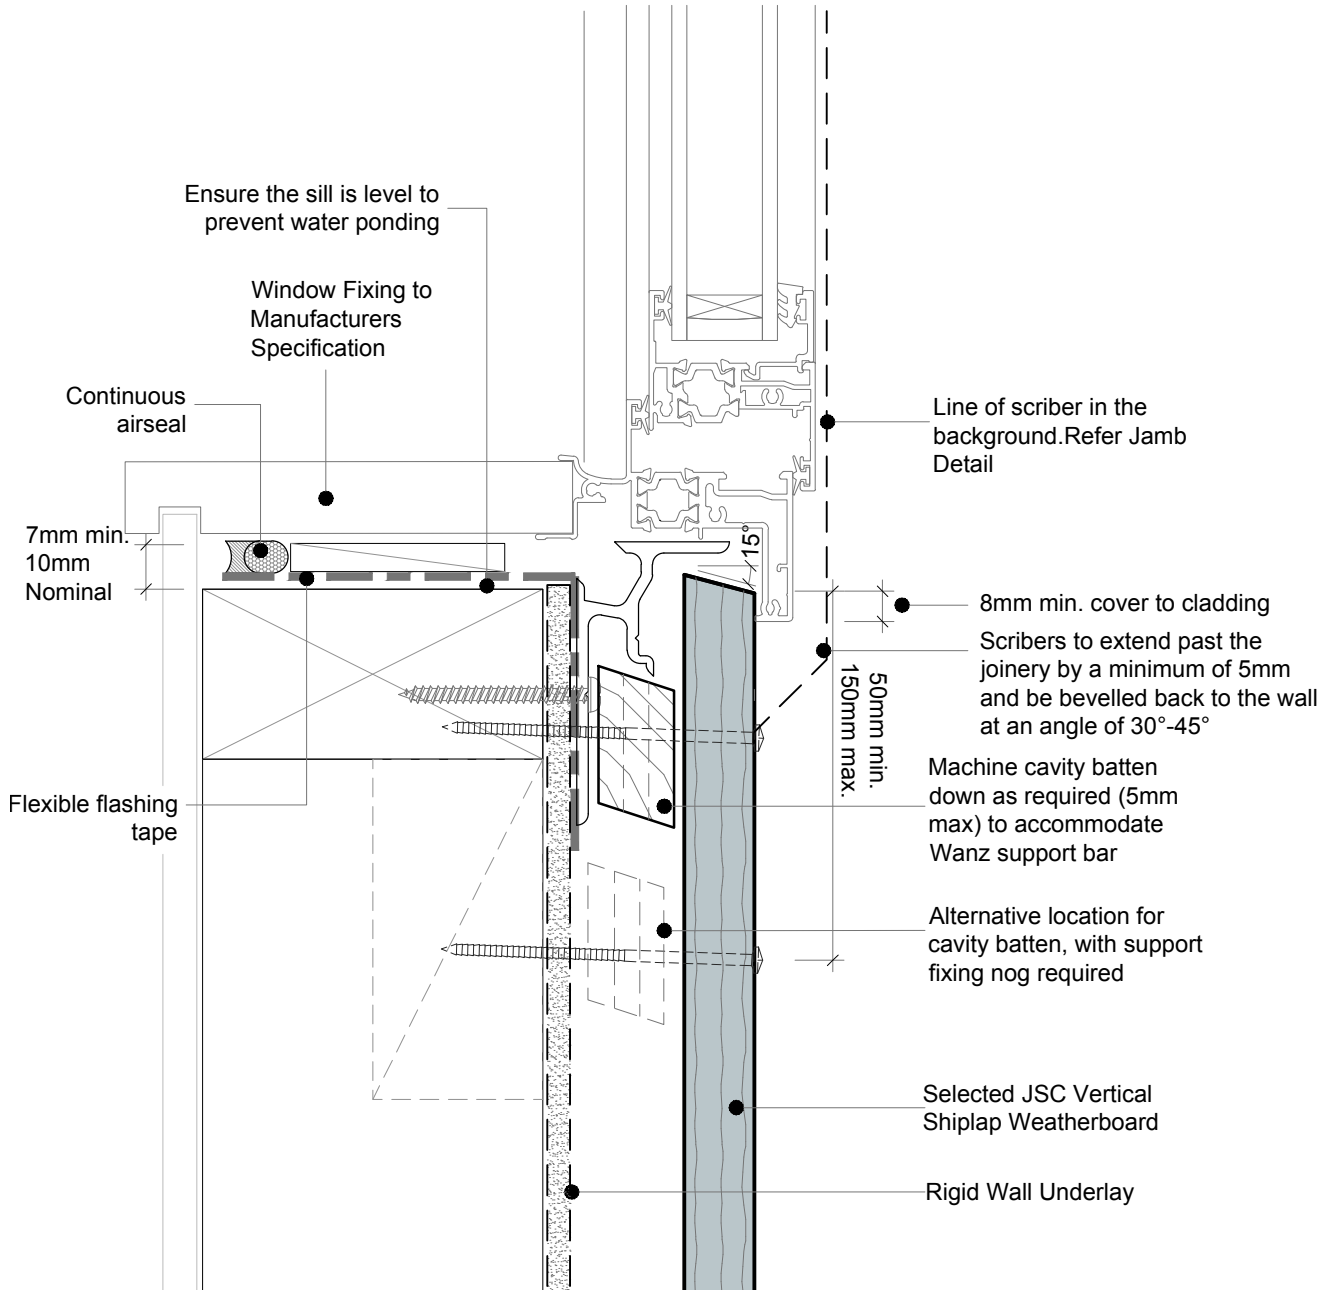 Ensure the sill is level to
prevent water ponding
Window Fixing to
Manufacturers
Specification
Continuous
airseal
7mm min.
10mm
Nominal
Flexible flashing
tape
15°
Line of scriber in the
background.Refer Jamb
Detail
8mm min. cover to cladding
Scribers to extend past the
joinery by a minimum of 5mm
and be bevelled back to the wall
at an angle of 30°-45°
50mm min.
150mm max.
Machine cavity batten
down as required (5mm
max) to accommodate
Wanz support bar
Alternative location for
cavity batten, with support
fixing nog required
Selected JSC Vertical
Shiplap Weatherboard
Rigid Wall Underlay